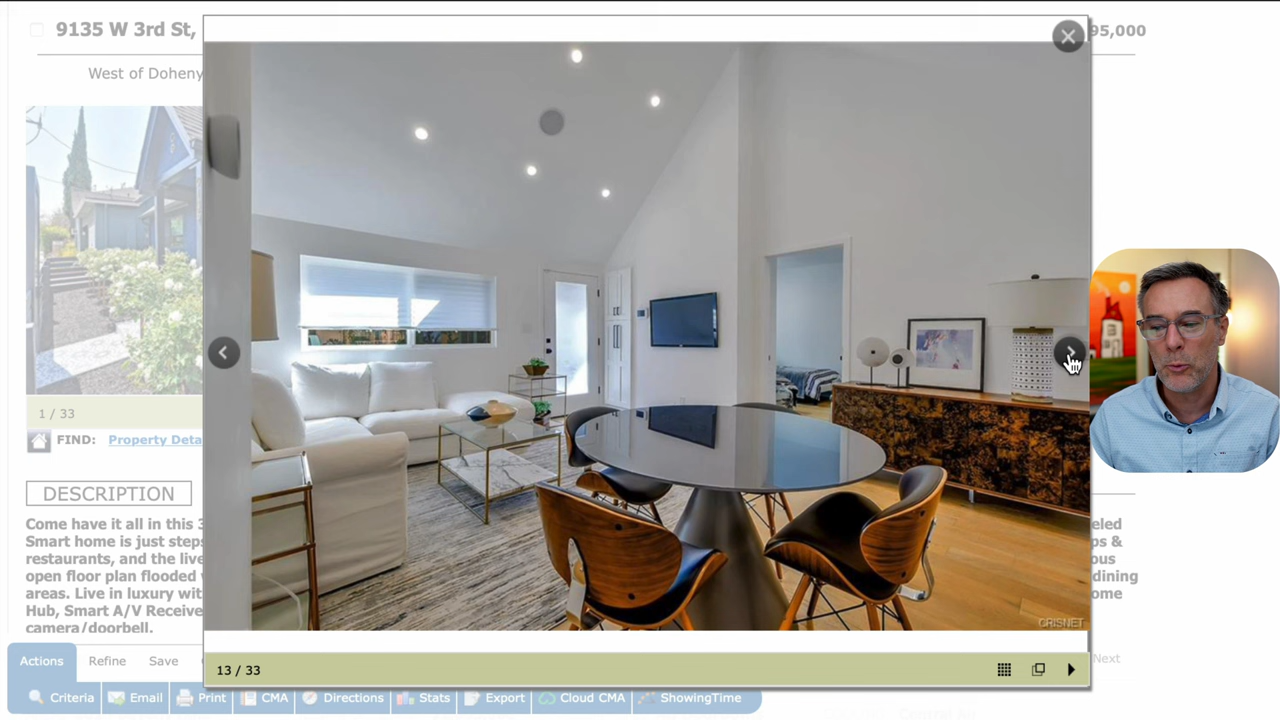 9135 W 3rd St,
95,000
West of Doheny
1 / 33
FIND: Property Deta
DESCRIPTION
Come have it all in this 3
eled
Smart home is just steps
ps &
restaurants, and the live
ous
open floor plan flooded
dining
areas. Live in luxury wit
ome
Hub, Smart A/V Receive
camera/doorbell.
CRISNET
Actions Refine Save
Next
13 / 33
Criteria Email Print CMA Directions Stats Export Cloud CMA ShowingTime
Central Air